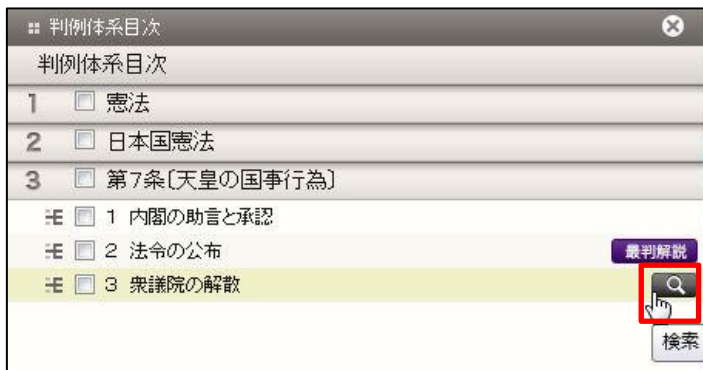 判例体系目次
判例体系目次
1 憲法
2 日本国憲法
3 第7条〔天皇の国事行為〕
1 内閣の助言と承認
2 法令の公布 最判解説
3 衆議院の解散
検索